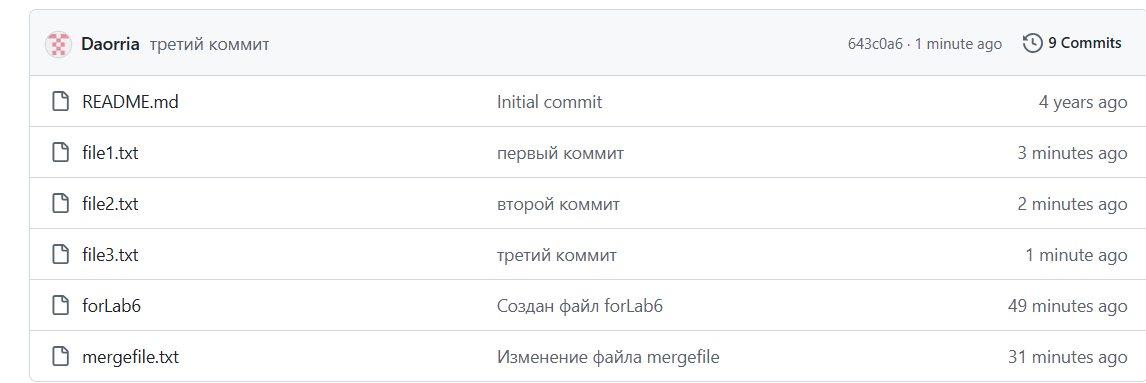 Daorria третий коммит 643c0a6 · 1 minute ago 9 Commits
README.md Initial commit 4 years ago
file1.txt первый коммит 3 minutes ago
file2.txt второй коммит 2 minutes ago
file3.txt третий коммит 1 minute ago
forLab6 Создан файл forLab6 49 minutes ago
mergefile.txt Изменение файла mergefile 31 minutes ago